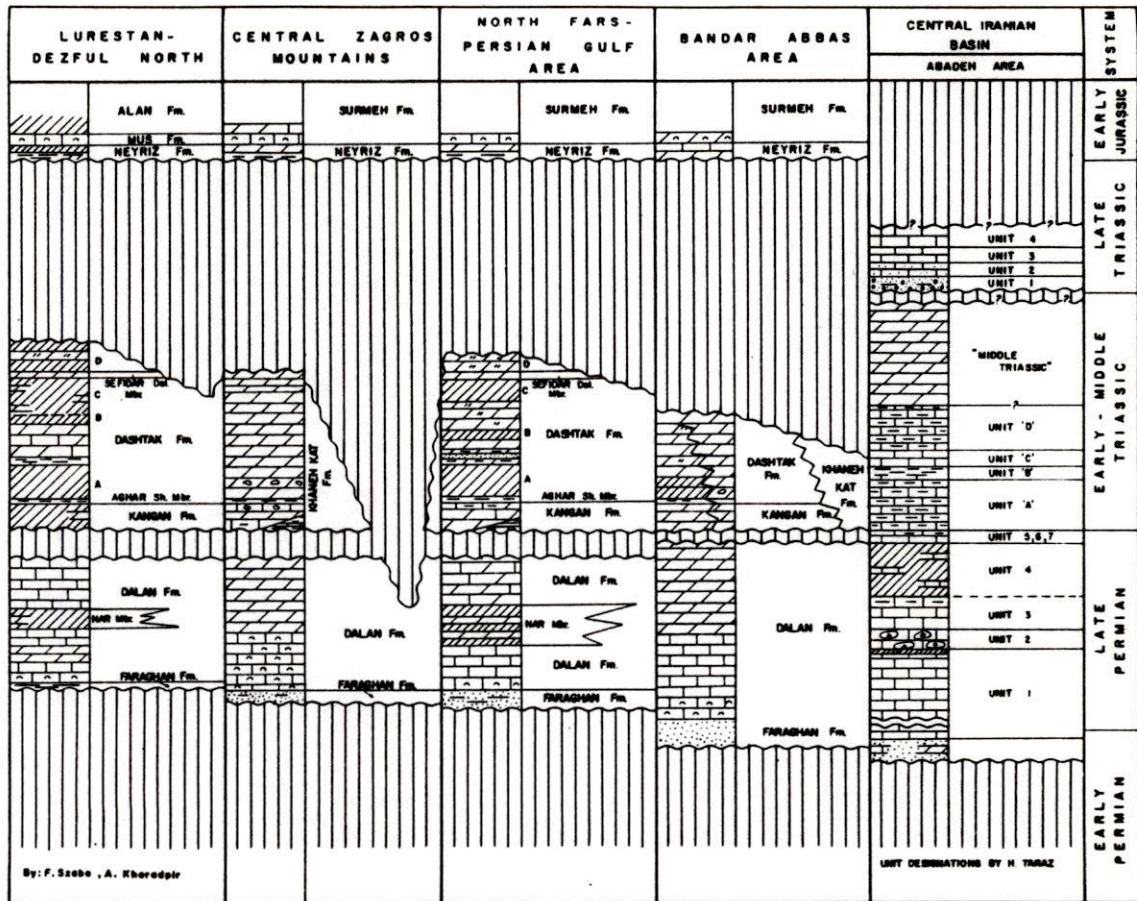 LURESTAN-
DEZFUL NORTH
CENTRAL ZAGROS
MOUNTAINS
NORTH FARS-
PERSIAN GULF
AREA
BANDAR ABBAS
AREA
CENTRAL IRANIAN
BASIN
ABADEH AREA
SYSTEM
ALAN Fm.
MUS Fm.
NEYRIZ Fm.
D
SEFIDAR Dol.
Mbr.
C
B
DASHTAK Fm.
A
AGHAR Sh. Mbr.
KANGAN Fm.
DALAN Fm.
NAR Mbr.
FARAGHAN Fm.
By: F. Szabo , A. Kheradpir
SURMEH Fm.
NEYRIZ Fm.
KHANEH KAT
Fm.
DALAN Fm.
FARAGHAN Fm.
SURMEH Fm.
NEYRIZ Fm.
D
SEFIDAR Dol.
Mbr.
C
B
DASHTAK Fm.
A
AGHAR Sh. Mbr.
KANGAN Fm.
DALAN Fm.
NAR Mbr.
DALAN Fm.
FARAGHAN Fm.
SURMEH Fm.
NEYRIZ Fm.
DASHTAK
Fm.
KHANEH
KAT
Fm.
KANGAN Fm.
DALAN Fm.
FARAGHAN Fm.
? ? ?
UNIT 4
UNIT 3
UNIT 2
UNIT 1
? ?
"MIDDLE
TRIASSIC"
?
UNIT 'D'
UNIT 'C'
UNIT 'B'
UNIT 'A'
UNIT 5,6,7
UNIT 4
UNIT 3
UNIT 2
UNIT 1
UNIT DESIGNATIONS BY H. TARAZ
EARLY
JURASSIC
LATE
TRIASSIC
EARLY - MIDDLE
TRIASSIC
LATE
PERMIAN
EARLY
PERMIAN